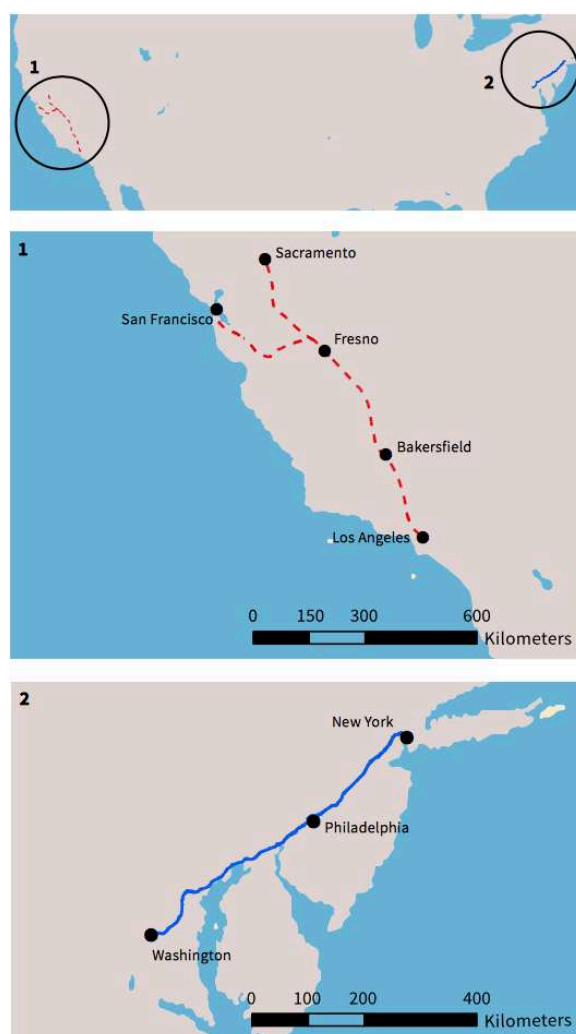 1
2
1
Sacramento
San Francisco
Fresno
Bakersfield
Los Angeles
0 150 300 600
Kilometers
2
New York
Philadelphia
Washington
0 100 200 400
Kilometers